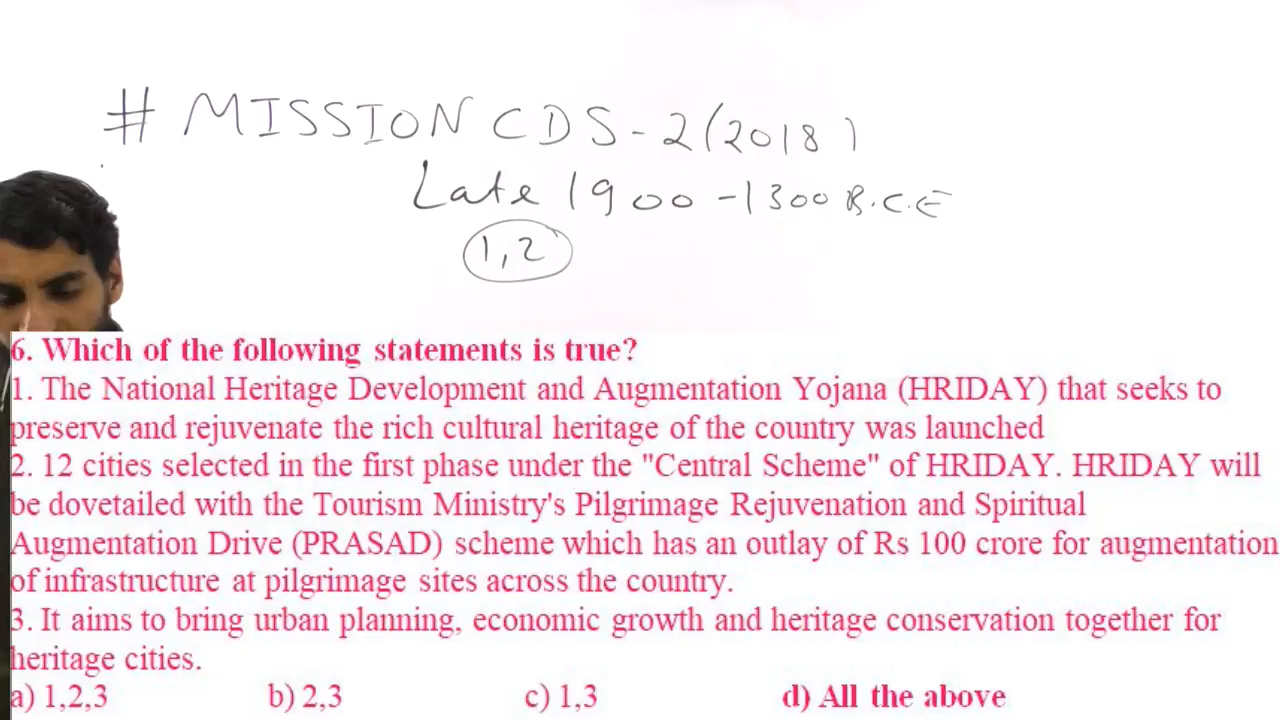 # MISSION CDS-2(2018)
Late 1900-1300 B.C.E
1,2
6. Which of the following statements is true?
1. The National Heritage Development and Augmentation Yojana (HRIDAY) that seeks to
preserve and rejuvenate the rich cultural heritage of the country was launched
2. 12 cities selected in the first phase under the "Central Scheme" of HRIDAY. HRIDAY will
be dovetailed with the Tourism Ministry's Pilgrimage Rejuvenation and Spiritual
Augmentation Drive (PRASAD) scheme which has an outlay of Rs 100 crore for augmentation
of infrastructure at pilgrimage sites across the country.
3. It aims to bring urban planning, economic growth and heritage conservation together for
heritage cities.
a) 1,2,3 b) 2,3 c) 1,3 d) All the above